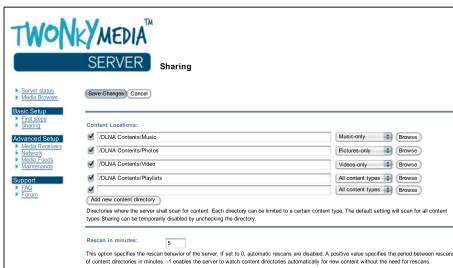 TWONKYMEDIA™
SERVER
Sharing
Server status
Media Browser
Save Changes Cancel
Basic Setup
First steps
Sharing
Advanced Setup
Media Receivers
Network
Media Feeds
Maintenance
Support
FAQ
Forum
Content Locations:
/DLNA Contents/Music Music-only Browse
/DLNA Contents/Photos Pictures-only Browse
/DLNA Contents/Video Videos-only Browse
/DLNA Contents/Playlists All content types Browse
All content types Browse
Add new content directory
Directories where the server shall scan for content. Each directory can be limited to a certain content type. The default setting will scan for all content
types.Sharing can be temporarily disabled by unchecking the directory.
Rescan in minutes: 5
This option specifies the rescan behavior of the server. If set to 0, automatic rescans are disabled. A positive value specifies the period between rescans
of content directories in minutes. -1 enables the server to watch content directories automatically for new content without the need for rescans.